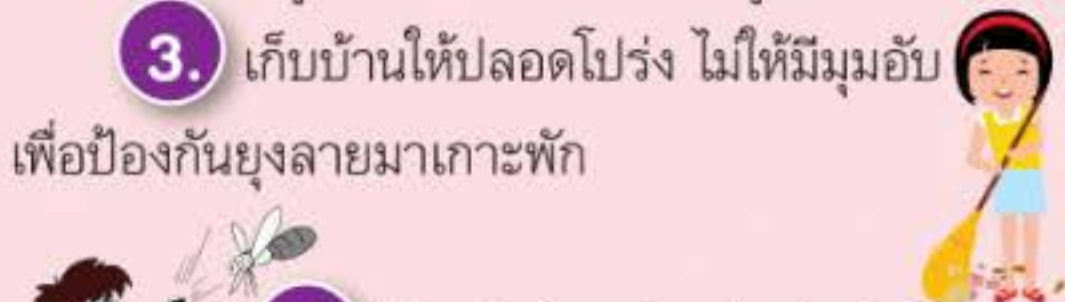 3. เก็บบ้านให้ปลอดโปร่ง ไม่ให้มีมุมอับ
เพื่อป้องกันยุงลายมาเกาะพัก